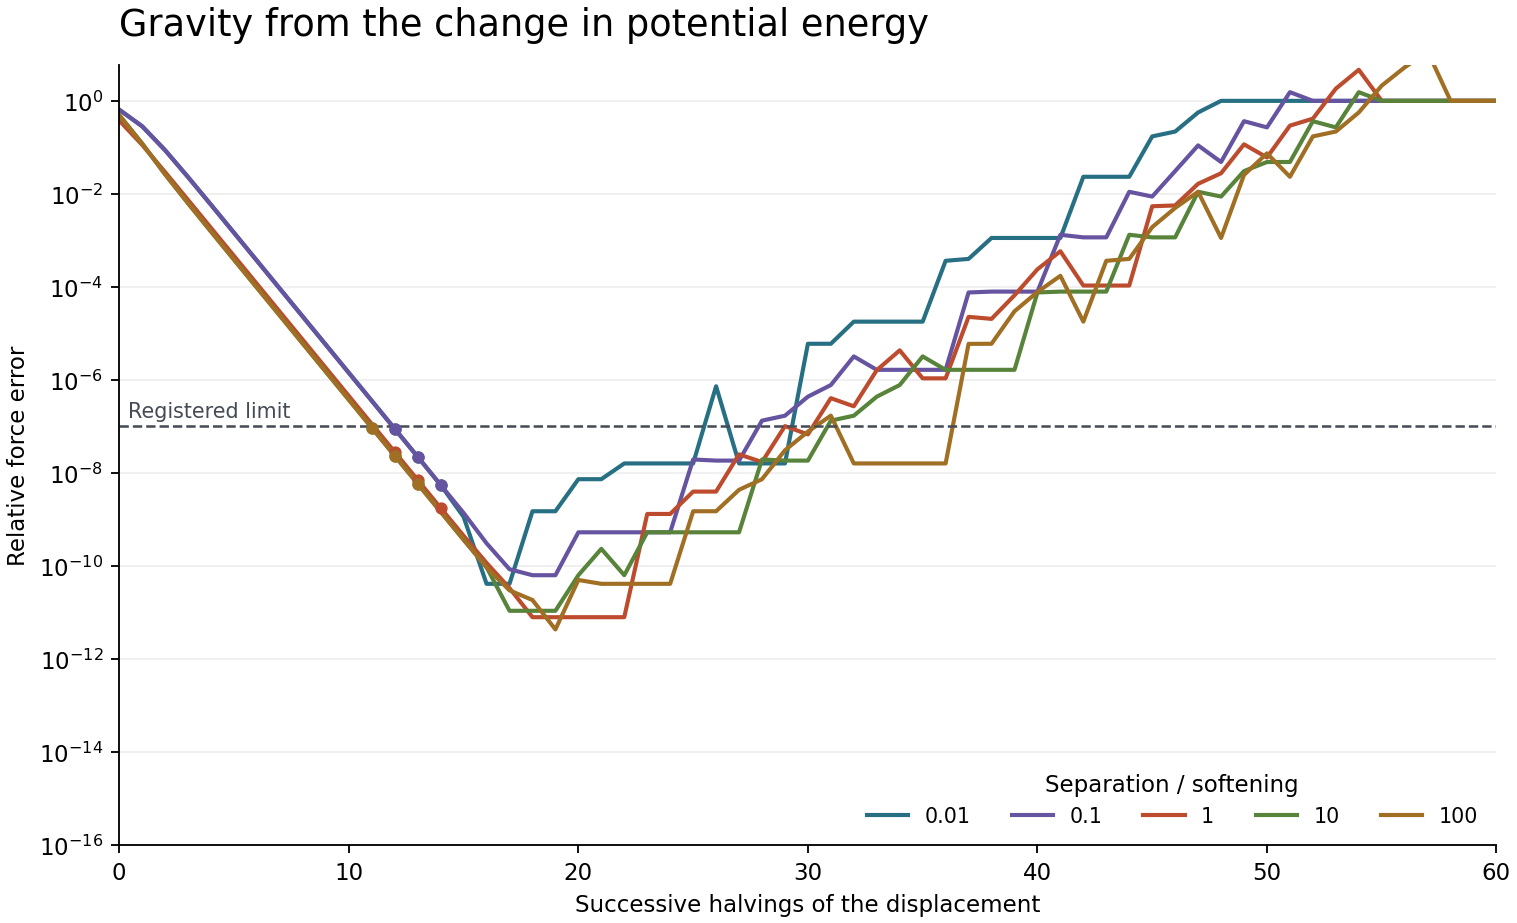 Gravity from the change in potential energy
Relative force error
10⁰
10⁻²
10⁻⁴
10⁻⁶
Registered limit
10⁻⁸
10⁻¹⁰
10⁻¹²
10⁻¹⁴
10⁻¹⁶
Separation / softening
0.01 0.1 1 10 100
0 10 20 30 40 50 60
Successive halvings of the displacement